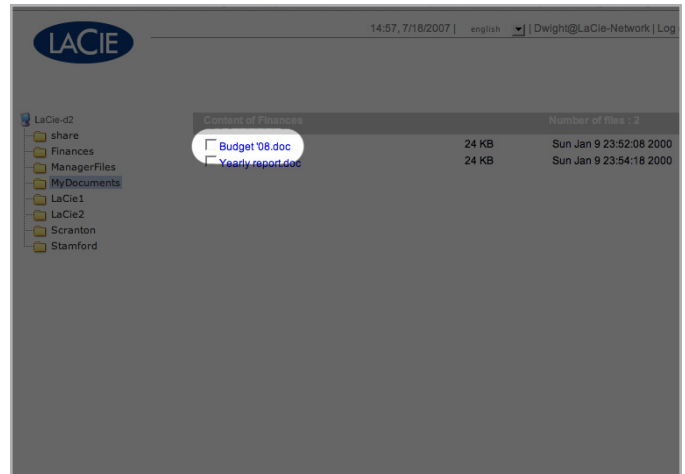 LACIE
14:57, 7/18/2007 | english | Dwight@LaCie-Network | Log
LaCie-d2
share
Finances
ManagerFiles
MyDocuments
LaCie1
LaCie2
Scranton
Stamford
Content of Finances Number of files : 2
Budget '08.doc 24 KB Sun Jan 9 23:52:08 2000
Yearly report.doc 24 KB Sun Jan 9 23:54:18 2000